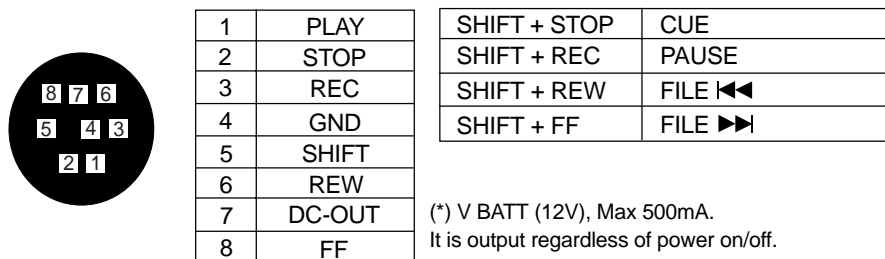 8 7 6
5 4 3
2 1
1 PLAY
2 STOP
3 REC
4 GND
5 SHIFT
6 REW
7 DC-OUT
8 FF
SHIFT + STOP CUE
SHIFT + REC PAUSE
SHIFT + REW FILE ⏮
SHIFT + FF FILE ⏭
(*) V BATT (12V), Max 500mA.
It is output regardless of power on/off.